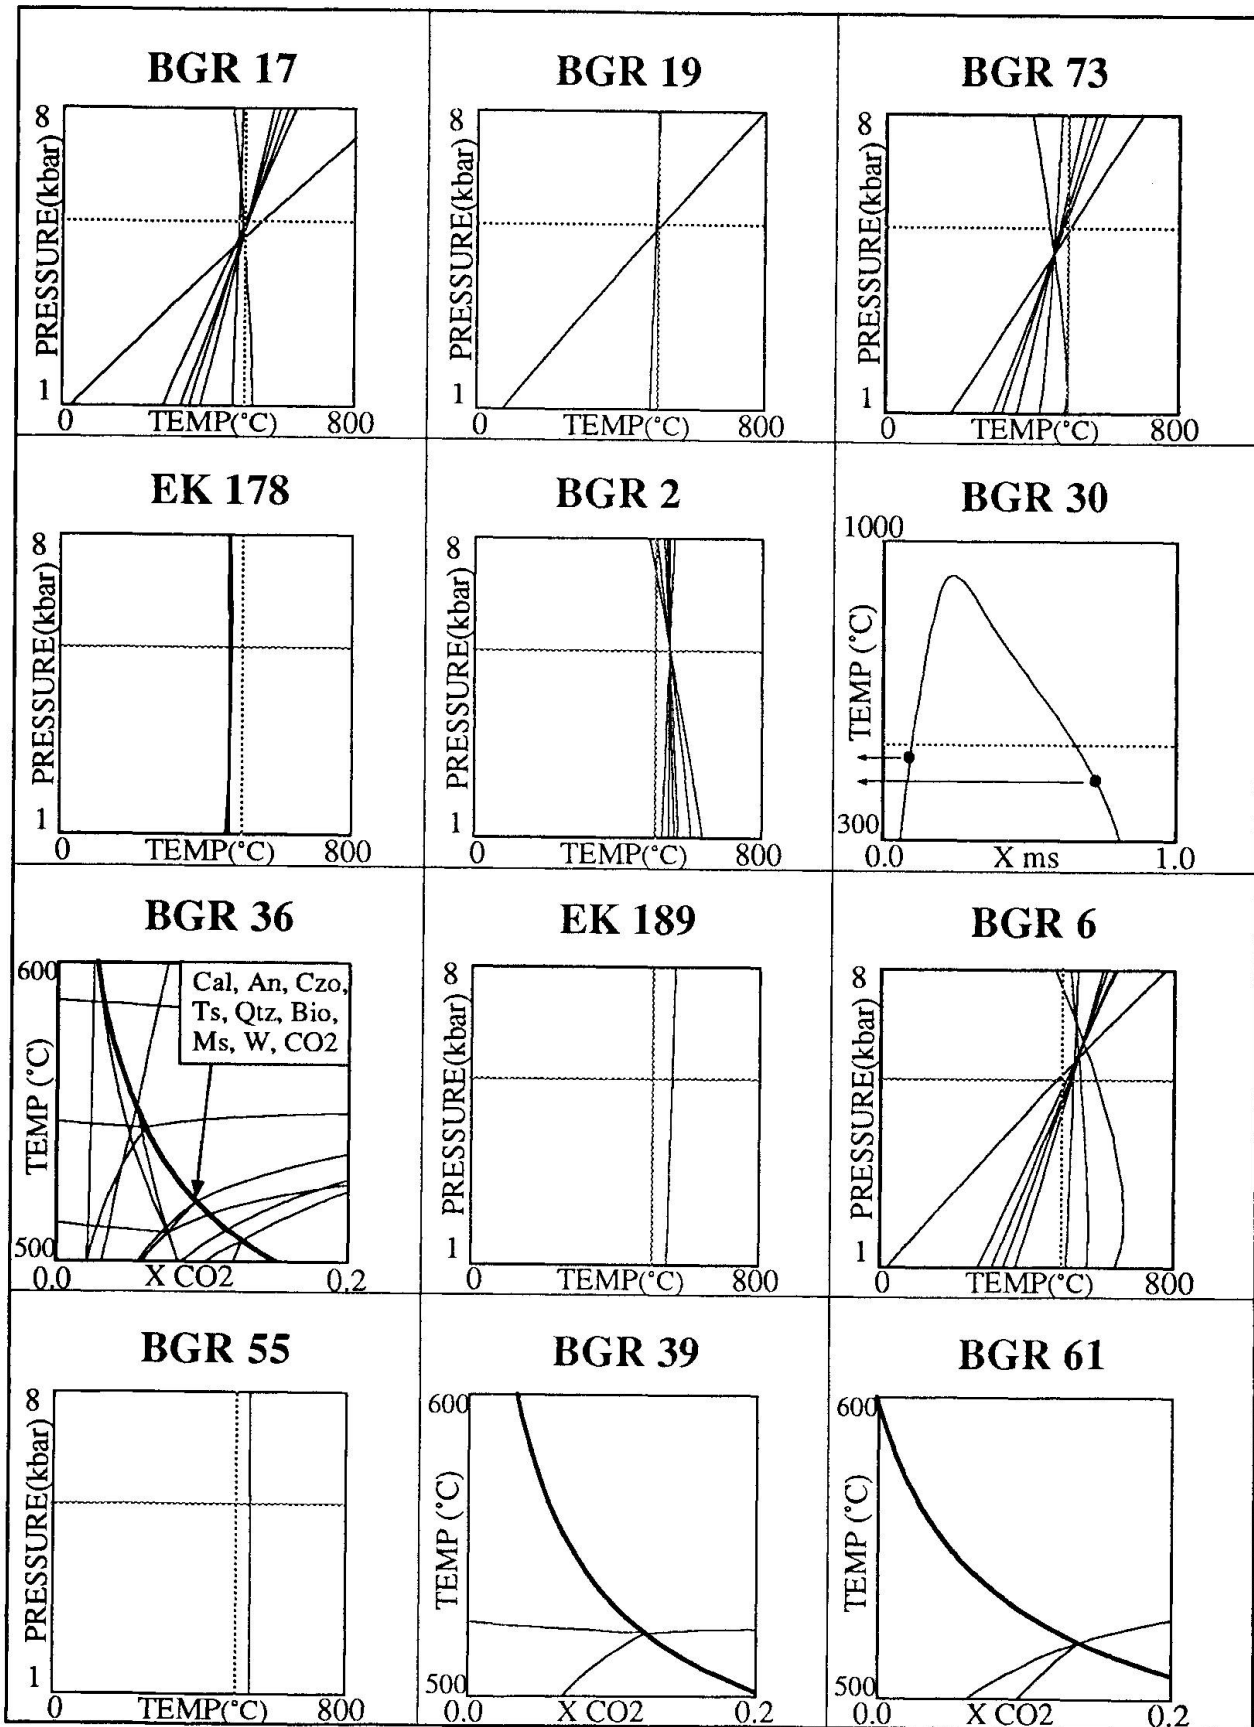 BGR 17
8
PRESSURE(kbar)
1
0
TEMP(°C)
800
BGR 19
8
PRESSURE(kbar)
1
0
TEMP(°C)
800
BGR 73
8
PRESSURE(kbar)
1
0
TEMP(°C)
800
EK 178
8
PRESSURE(kbar)
1
0
TEMP(°C)
800
BGR 2
8
PRESSURE(kbar)
1
0
TEMP(°C)
800
BGR 30
1000
TEMP (°C)
300
0.0
X ms
1.0
BGR 36
600
TEMP (°C)
500
0.0
X CO2
0.2
Cal, An, Czo,
Ts, Qtz, Bio,
Ms, W, CO2
EK 189
8
PRESSURE(kbar)
1
0
TEMP(°C)
800
BGR 6
8
PRESSURE(kbar)
1
0
TEMP(°C)
800
BGR 55
8
PRESSURE(kbar)
1
0
TEMP(°C)
800
BGR 39
600
TEMP (°C)
500
0.0
X CO2
0.2
BGR 61
600
TEMP (°C)
500
0.0
X CO2
0.2